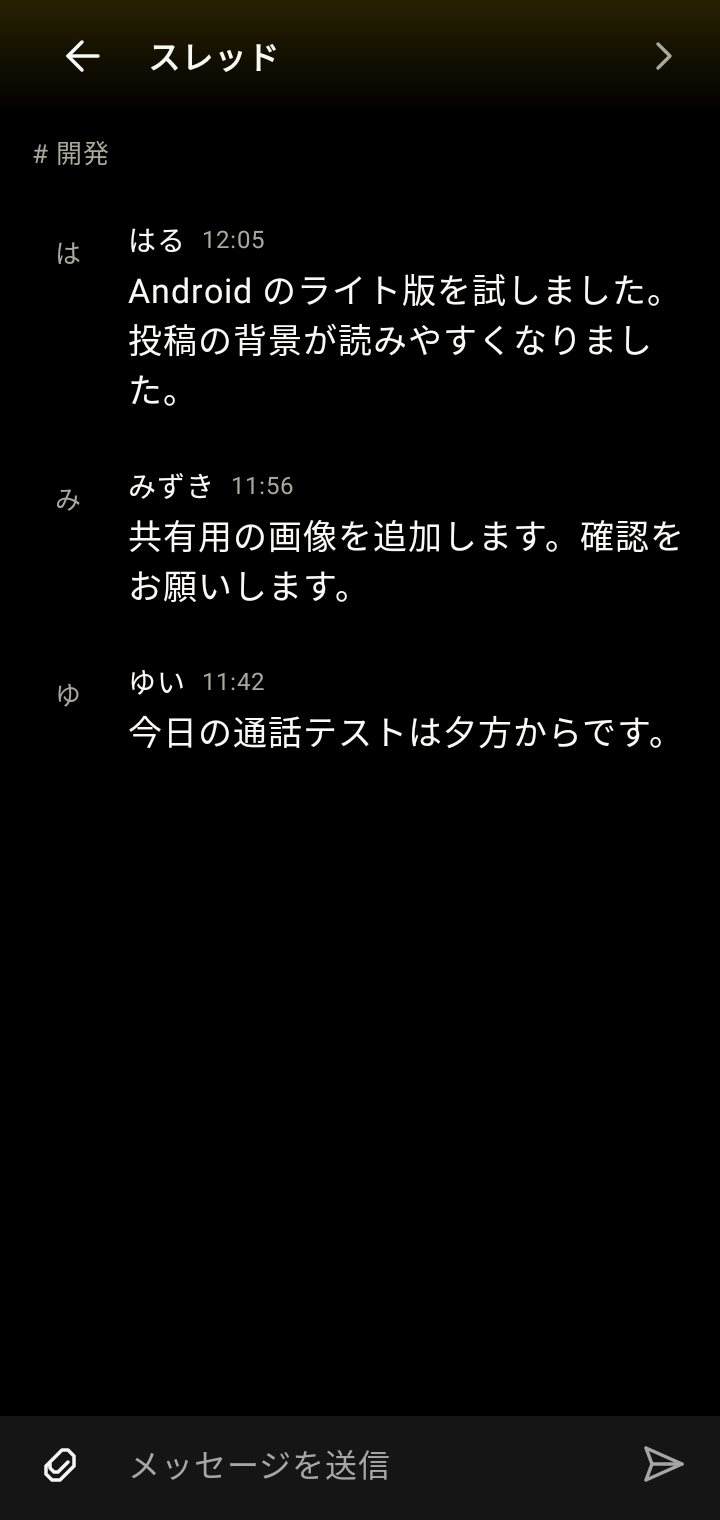 スレッド
# 開発
は
はる 12:05
Android のライト版を試しました。
投稿の背景が読みやすくなりまし
た。
み
みずき 11:56
共有用の画像を追加します。確認を
お願いします。
ゆ
ゆい 11:42
今日の通話テストは夕方からです。
メッセージを送信